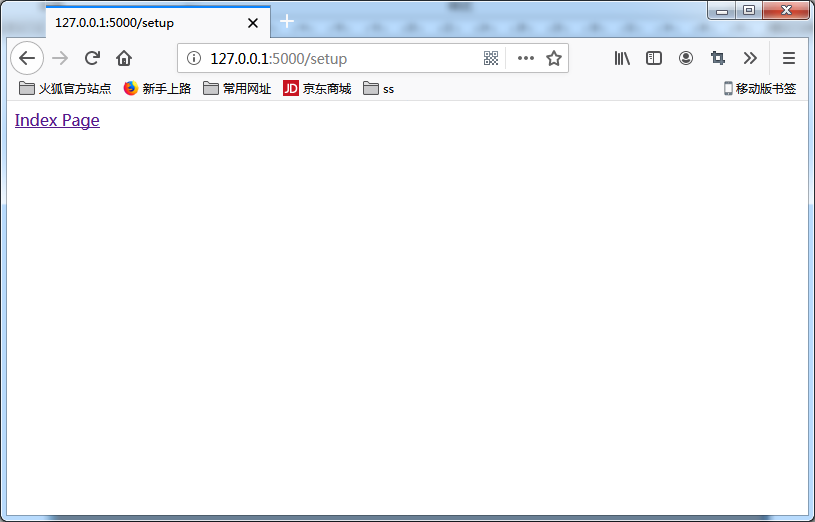 127.0.0.1:5000/setup
127.0.0.1:5000/setup
火狐官方站点 新手上路 常用网址 JD 京东商城 ss 移动版书签
Index Page